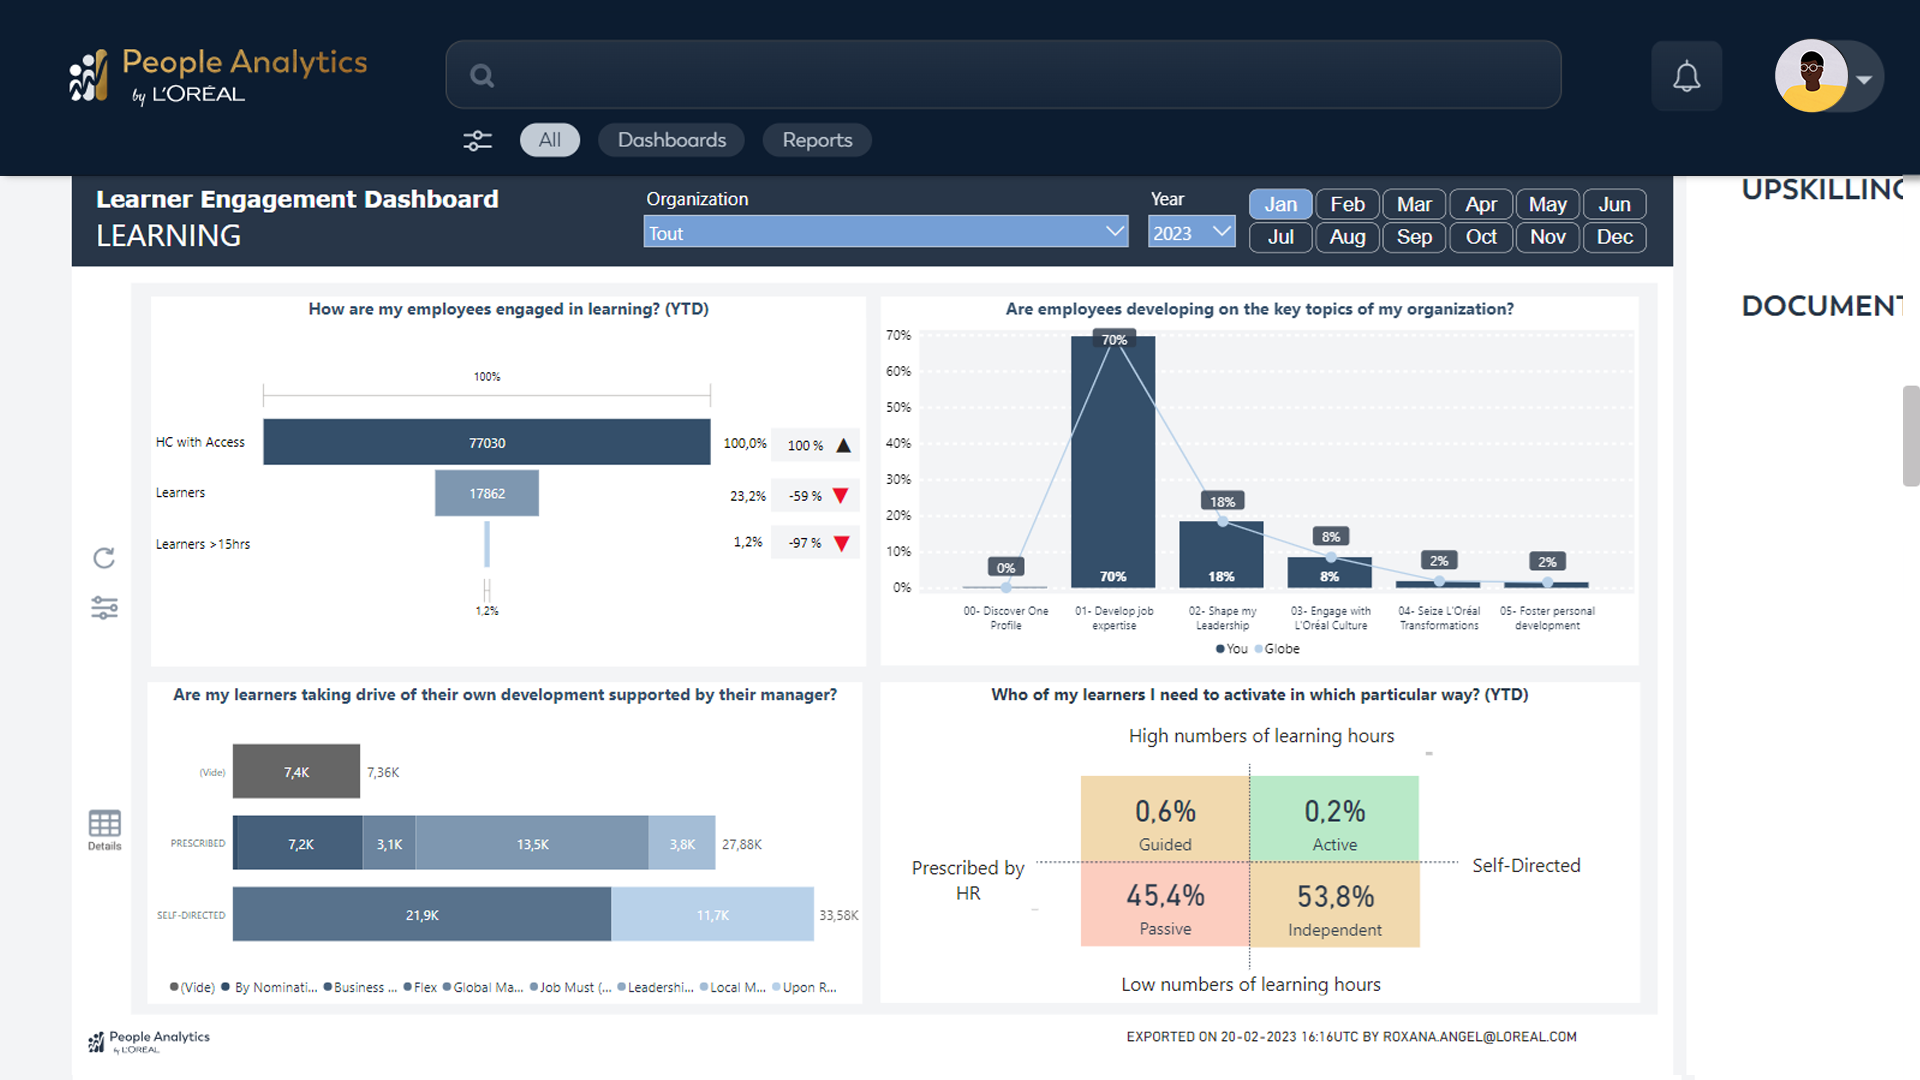 People Analytics
by L'ORÉAL
All
Dashboards
Reports
Learner Engagement Dashboard
LEARNING
Organization
Tout
Year
2023
Jan Feb Mar Apr May Jun
Jul Aug Sep Oct Nov Dec
UPSKILLING
DOCUMENT
How are my employees engaged in learning? (YTD)
100%
HC with Access 77030 100,0% 100 %
Learners 17862 23,2% -59 %
Learners >15hrs 1,2% -97 %
1,2%
Are employees developing on the key topics of my organization?
70%
60%
50%
40%
30%
20%
10%
0%
0% 70% 18% 8% 2% 2%
70% 18% 8%
00- Discover One Profile
01- Develop job expertise
02- Shape my Leadership
03- Engage with L'Oréal Culture
04- Seize L'Oréal Transformations
05- Foster personal development
You Globe
Are my learners taking drive of their own development supported by their manager?
(Vide) 7,4K 7,36K
PRESCRIBED 7,2K 3,1K 13,5K 3,8K 27,88K
SELF-DIRECTED 21,9K 11,7K 33,58K
(Vide) By Nominati... Business ... Flex Global Ma... Job Must (... Leadershi... Local M... Upon R...
Who of my learners I need to activate in which particular way? (YTD)
High numbers of learning hours
0,6%
Guided
0,2%
Active
Prescribed by
HR
Self-Directed
45,4%
Passive
53,8%
Independent
Low numbers of learning hours
Details
People Analytics
by L'ORÉAL
EXPORTED ON 20-02-2023 16:16UTC BY ROXANA.ANGEL@LOREAL.COM